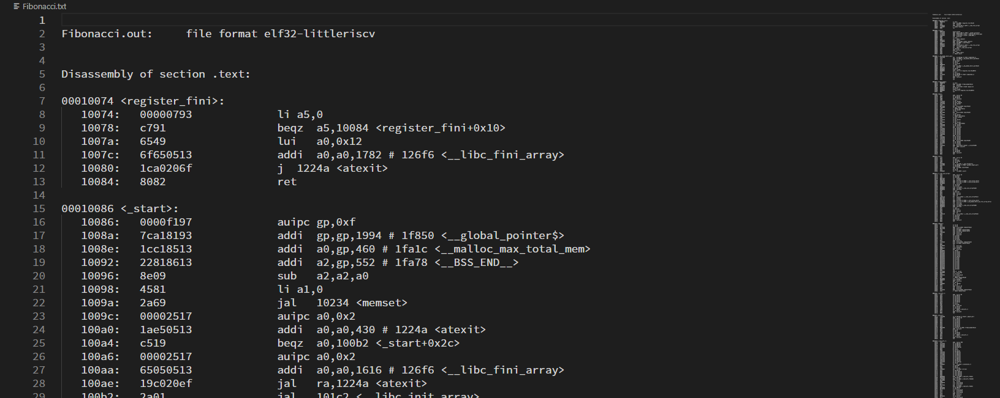 Fibonacci.txt
1
2 Fibonacci.out:     file format elf32-littleriscv
3
4
5 Disassembly of section .text:
6
7 00010074 <register_fini>:
8    10074:   00000793             li a5,0
9    10078:   c791                 beqz  a5,10084 <register_fini+0x10>
10    1007a:   6549                 lui   a0,0x12
11    1007c:   6f650513             addi  a0,a0,1782 # 126f6 <__libc_fini_array>
12    10080:   1ca0206f             j  1224a <atexit>
13    10084:   8082                 ret
14
15 00010086 <_start>:
16    10086:   0000f197             auipc gp,0xf
17    1008a:   7ca18193             addi  gp,gp,1994 # 1f850 <__global_pointer$>
18    1008e:   1cc18513             addi  a0,gp,460 # 1fa1c <__malloc_max_total_mem>
19    10092:   22818613             addi  a2,gp,552 # 1fa78 <__BSS_END__>
20    10096:   8e09                 sub   a2,a2,a0
21    10098:   4581                 li a1,0
22    1009a:   2a69                 jal   10234 <memset>
23    1009c:   00002517             auipc a0,0x2
24    100a0:   1ae50513             addi  a0,a0,430 # 1224a <atexit>
25    100a4:   c519                 beqz  a0,100b2 <_start+0x2c>
26    100a6:   00002517             auipc a0,0x2
27    100aa:   65050513             addi  a0,a0,1616 # 126f6 <__libc_fini_array>
28    100ae:   19c020ef             jal   ra,1224a <atexit>
29    100b2:   2a01                 jal   101c2 <__libc_init_array>